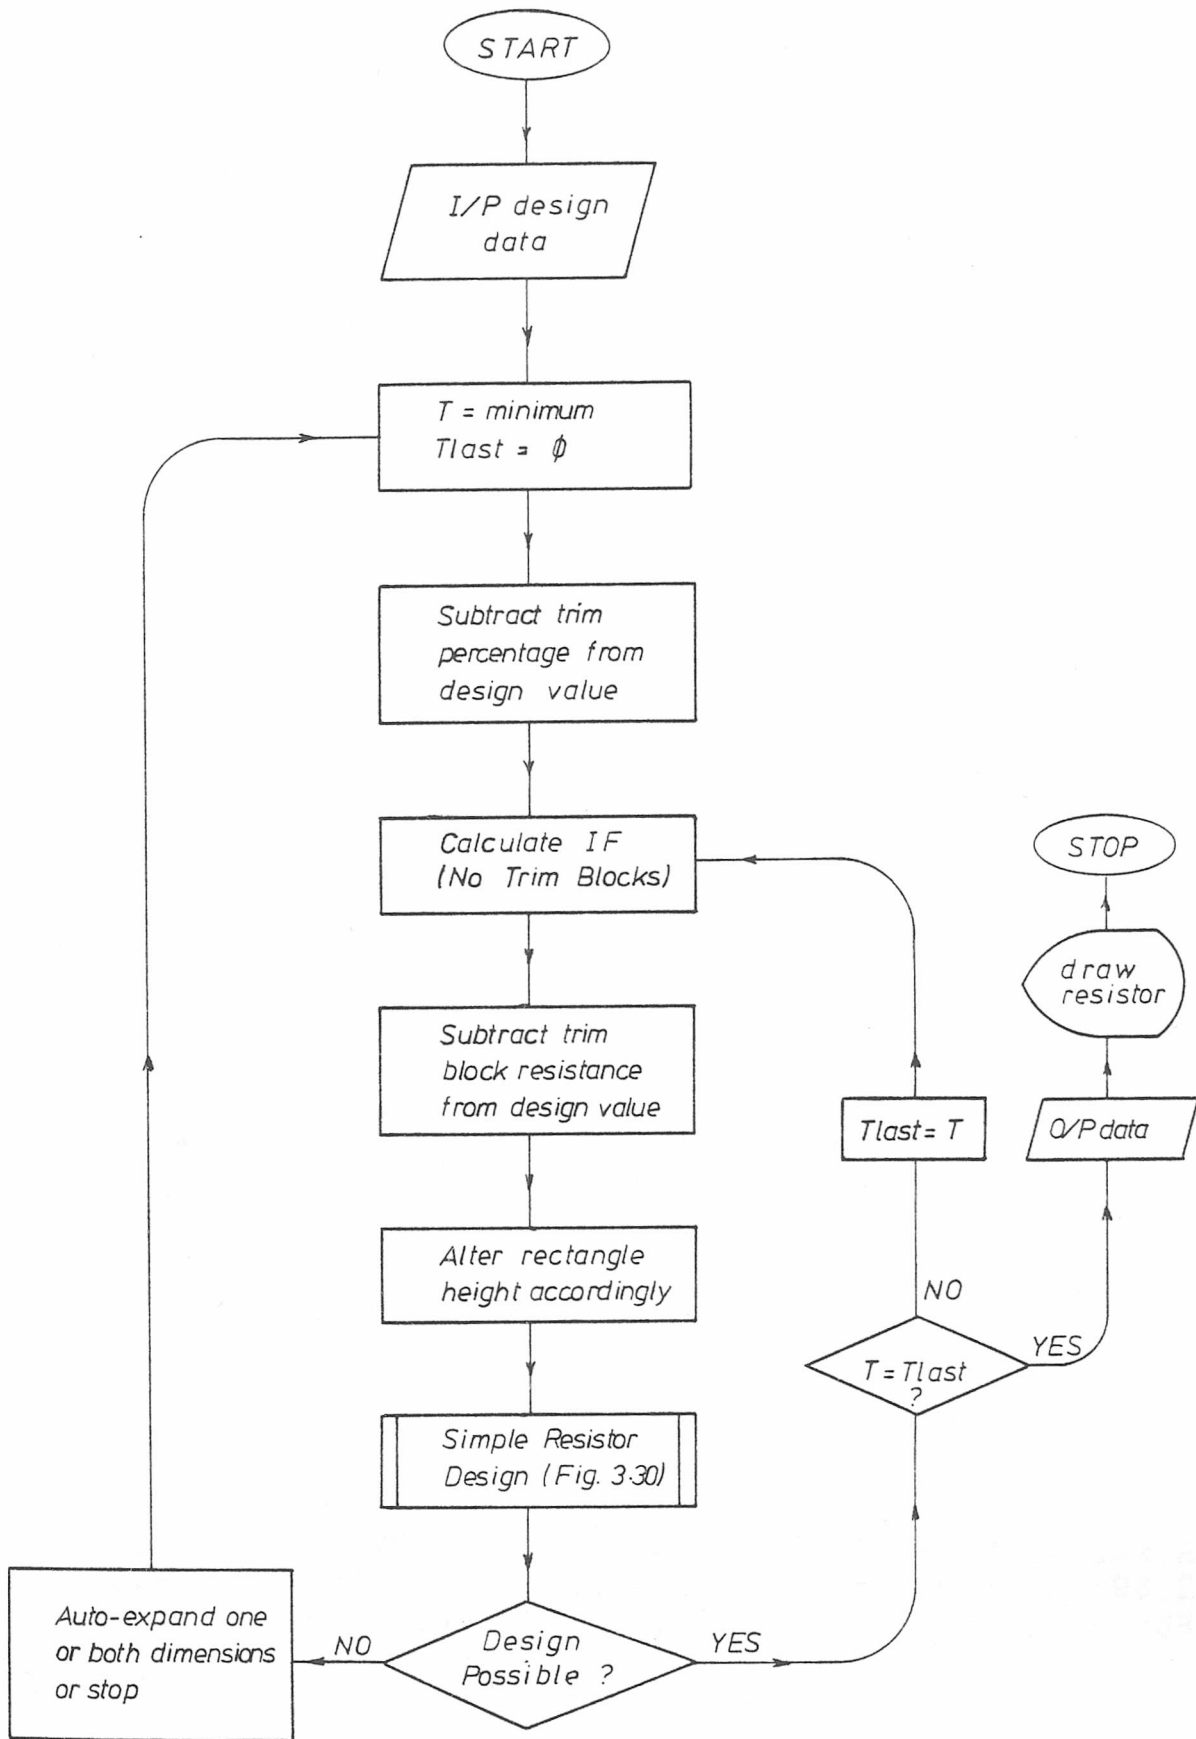 START
I/P design
data
T = minimum
Tlast = ϕ
Subtract trim
percentage from
design value
Calculate IF
(No Trim Blocks)
STOP
draw
resistor
Subtract trim
block resistance
from design value
Tlast = T
O/P data
Alter rectangle
height accordingly
NO
YES
T = Tlast
?
Simple Resistor
Design (Fig. 3·30)
Auto-expand one
or both dimensions
or stop
NO
Design
Possible ?
YES